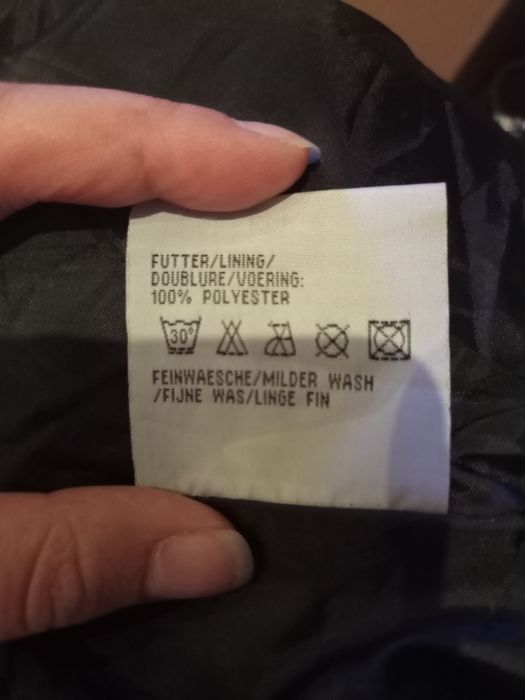 FUTTER/LINING/
DOUBLURE/VOERING:
100% POLYESTER
30°
FEINWAESCHE/MILDER WASH
/FIJNE WAS/LINGE FIN